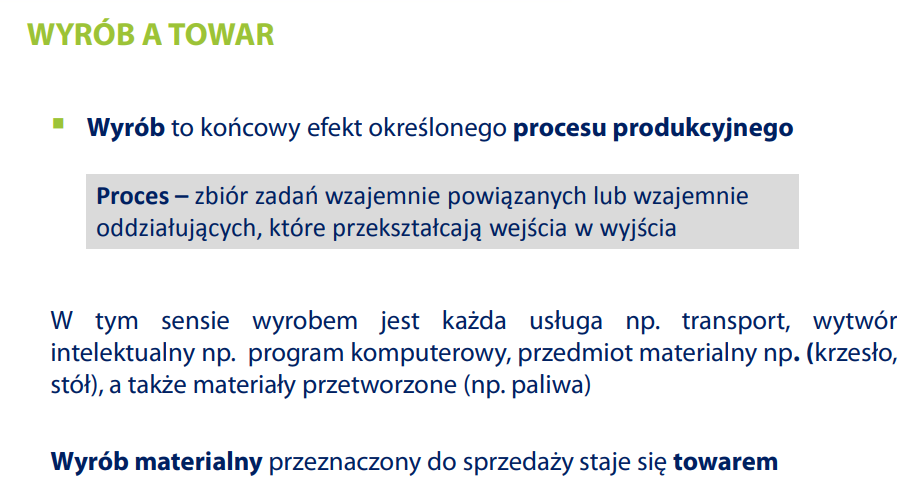 WYRÓB A TOWAR
▪ Wyrób to końcowy efekt określonego procesu produkcyjnego
Proces – zbiór zadań wzajemnie powiązanych lub wzajemnie
oddziałujących, które przekształcają wejścia w wyjścia
W tym sensie wyrobem jest każda usługa np. transport, wytwór
intelektualny np. program komputerowy, przedmiot materialny np. (krzesło,
stół), a także materiały przetworzone (np. paliwa)
Wyrób materialny przeznaczony do sprzedaży staje się towarem